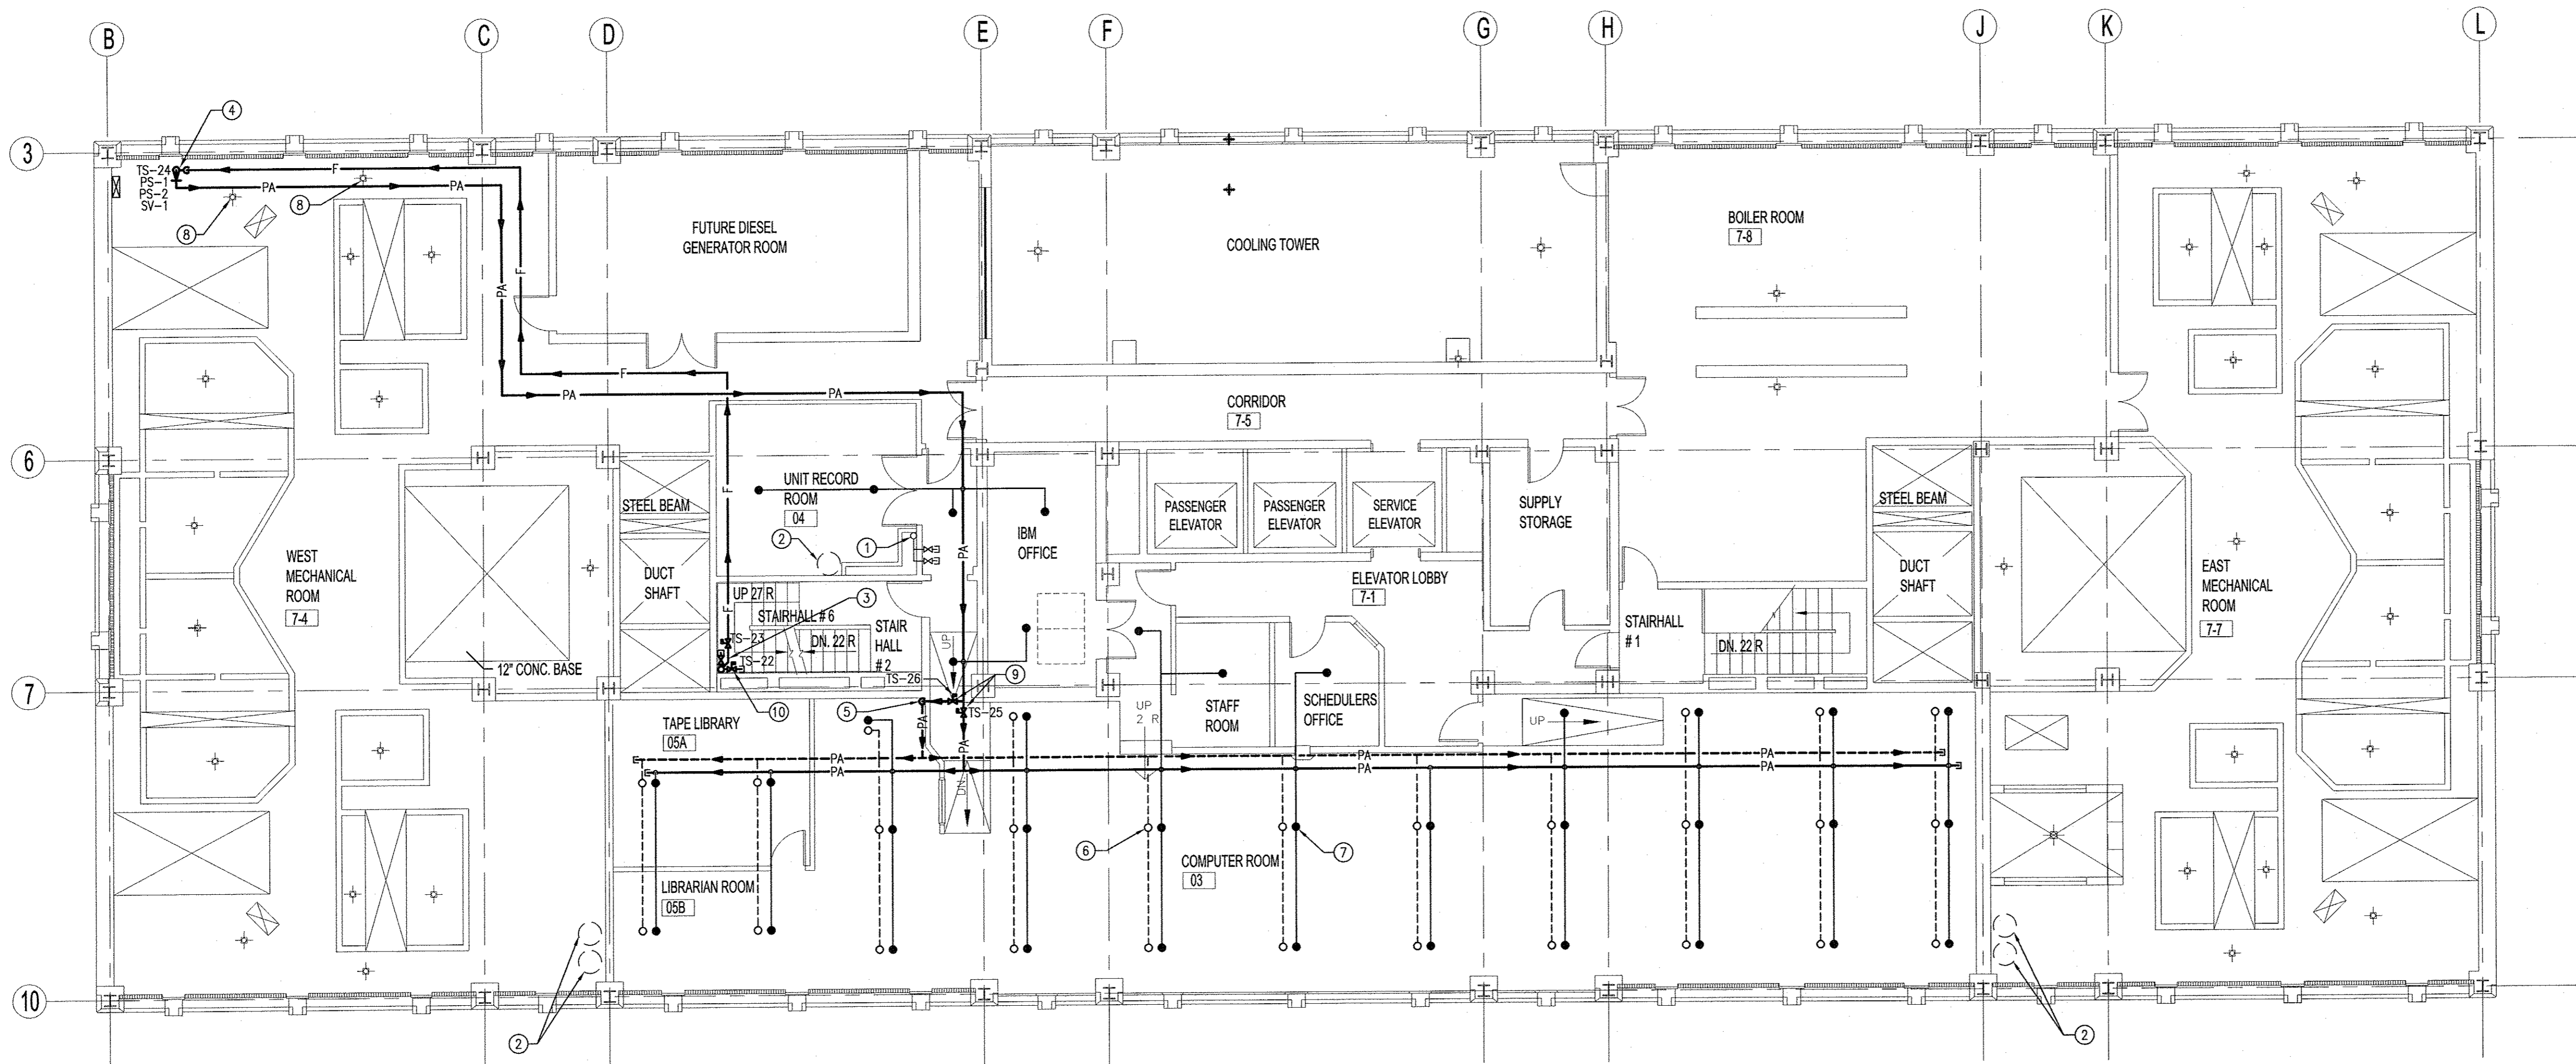 B
C
D
E
F
G
H
J
K
L
4
3
TS-24
PS-1
PS-2
SV-1
F
PA
PA
8
8
FUTURE DIESEL
GENERATOR ROOM
COOLING TOWER
BOILER ROOM
7-8
F
PA
F
PA
PA
CORRIDOR
7-5
6
F
UNIT RECORD
ROOM
04
STEEL BEAM
PASSENGER
ELEVATOR
PASSENGER
ELEVATOR
SERVICE
ELEVATOR
SUPPLY
STORAGE
STEEL BEAM
2
1
PA
IBM
OFFICE
WEST
MECHANICAL
ROOM
7-4
DUCT
SHAFT
ELEVATOR LOBBY
7-1
DUCT
SHAFT
EAST
MECHANICAL
ROOM
7-7
UP 27 R
3
F
STAIRHALL # 6
STAIR
HALL
# 2
UP
TS-23
DN. 22 R
TS-22
STAIRHALL
# 1
DN. 22 R
12" CONC. BASE
TS-26
9
7
10
5
TS-25
TAPE LIBRARY
05A
PA
UP
2 R
STAFF
ROOM
SCHEDULERS
OFFICE
UP
PA
PA
PA
PA
PA
PA
PA
PA
DN.
6
7
COMPUTER ROOM
03
LIBRARIAN ROOM
05B
10
2
2